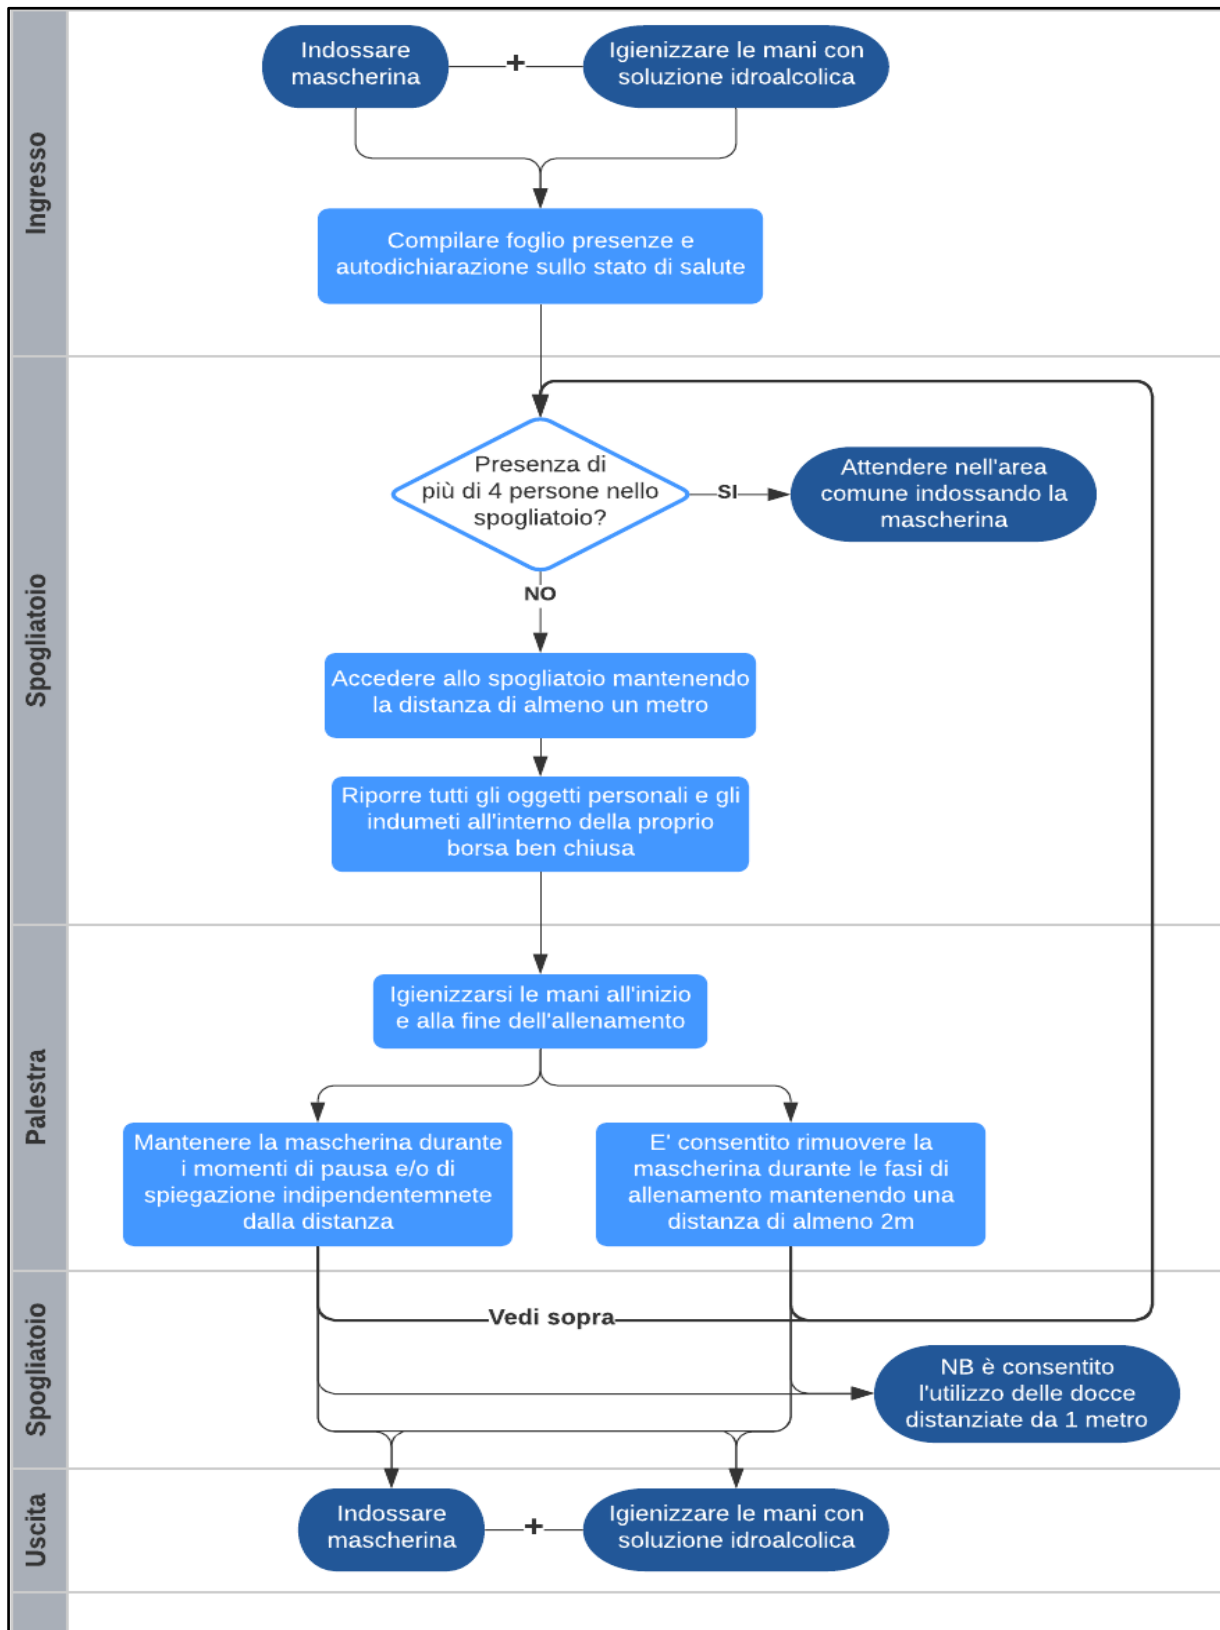 Ingresso
Indossare
mascherina
+
Igienizzare le mani con
soluzione idroalcolica
Compilare foglio presenze e
autodichiarazione sullo stato di salute
Spogliatoio
Presenza di
più di 4 persone nello
spogliatoio?
SI
Attendere nell'area
comune indossando la
mascherina
NO
Accedere allo spogliatoio mantenendo
la distanza di almeno un metro
Riporre tutti gli oggetti personali e gli
indumeti all'interno della proprio
borsa ben chiusa
Palestra
Igienizzarsi le mani all'inizio
e alla fine dell'allenamento
Mantenere la mascherina durante
i momenti di pausa e/o di
spiegazione indipendentemnete
dalla distanza
E' consentito rimuovere la
mascherina durante le fasi di
allenamento mantenendo una
distanza di almeno 2m
Spogliatoio
Vedi sopra
NB è consentito
l'utilizzo delle docce
distanziate da 1 metro
Uscita
Indossare
mascherina
+
Igienizzare le mani con
soluzione idroalcolica